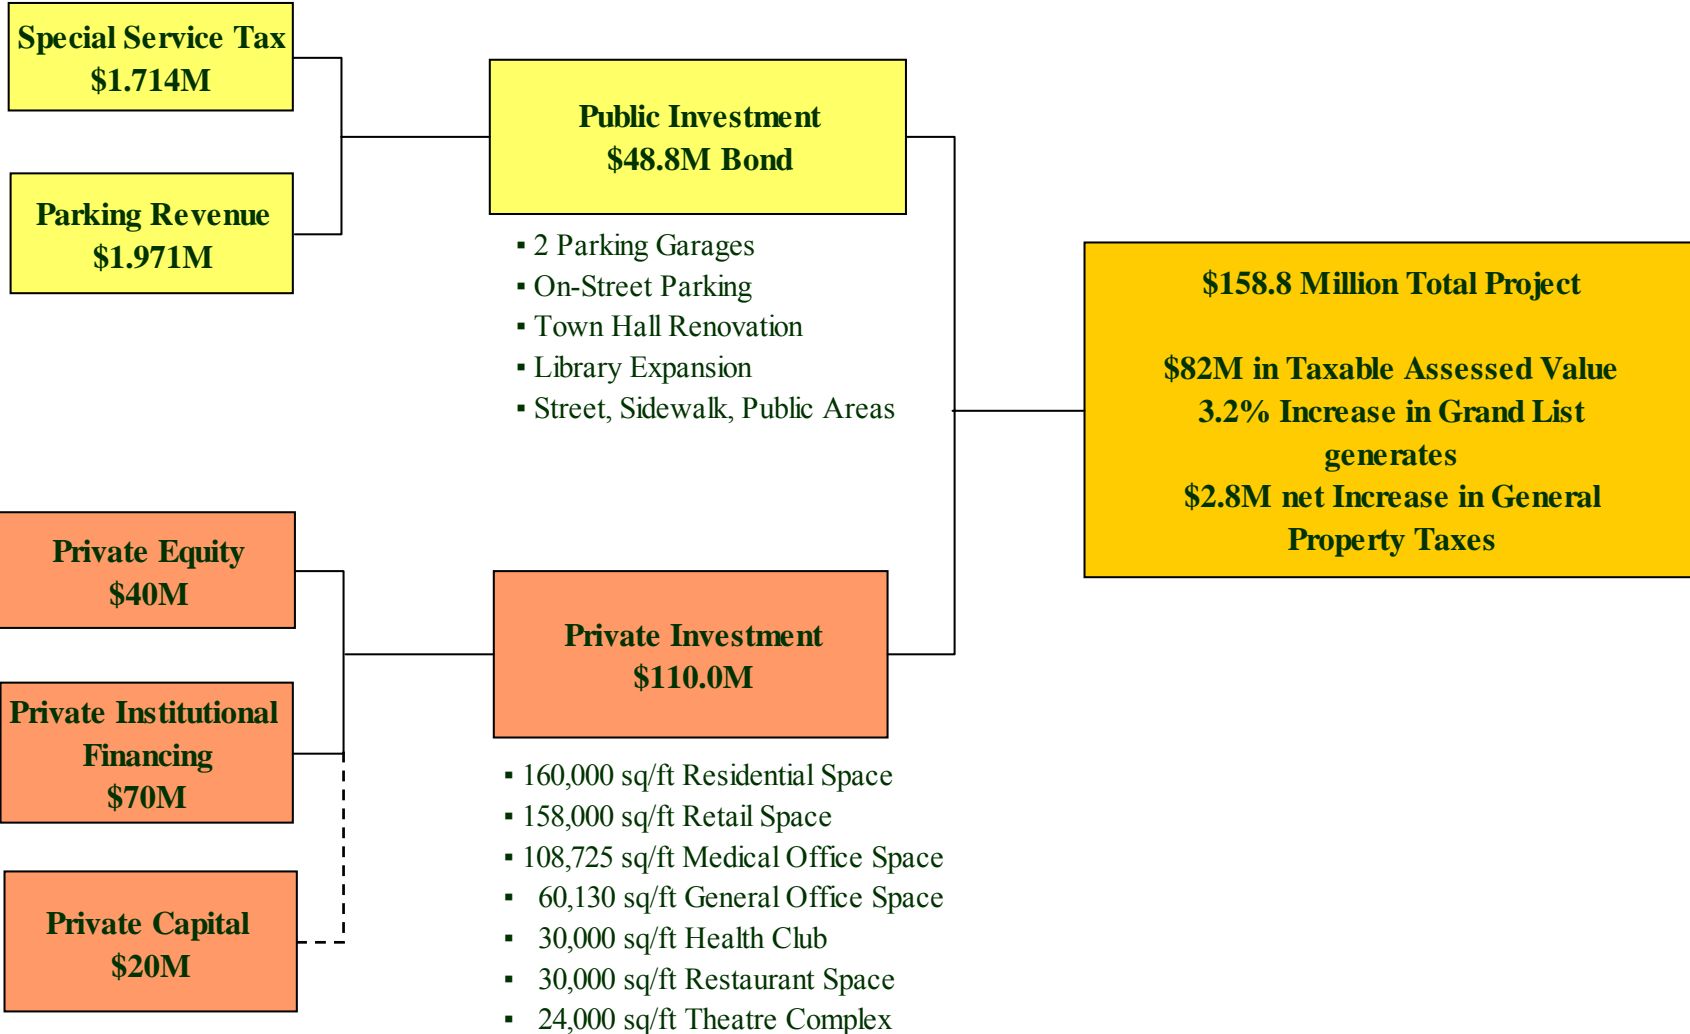 Special Service Tax
$1.714M
Parking Revenue
$1.971M
Public Investment
$48.8M Bond
▪ 2 Parking Garages
▪ On-Street Parking
▪ Town Hall Renovation
▪ Library Expansion
▪ Street, Sidewalk, Public Areas
$158.8 Million Total Project
$82M in Taxable Assessed Value
3.2% Increase in Grand List
generates
$2.8M net Increase in General
Property Taxes
Private Equity
$40M
Private Institutional
Financing
$70M
Private Capital
$20M
Private Investment
$110.0M
▪ 160,000 sq/ft Residential Space
▪ 158,000 sq/ft Retail Space
▪ 108,725 sq/ft Medical Office Space
▪ 60,130 sq/ft General Office Space
▪ 30,000 sq/ft Health Club
▪ 30,000 sq/ft Restaurant Space
▪ 24,000 sq/ft Theatre Complex